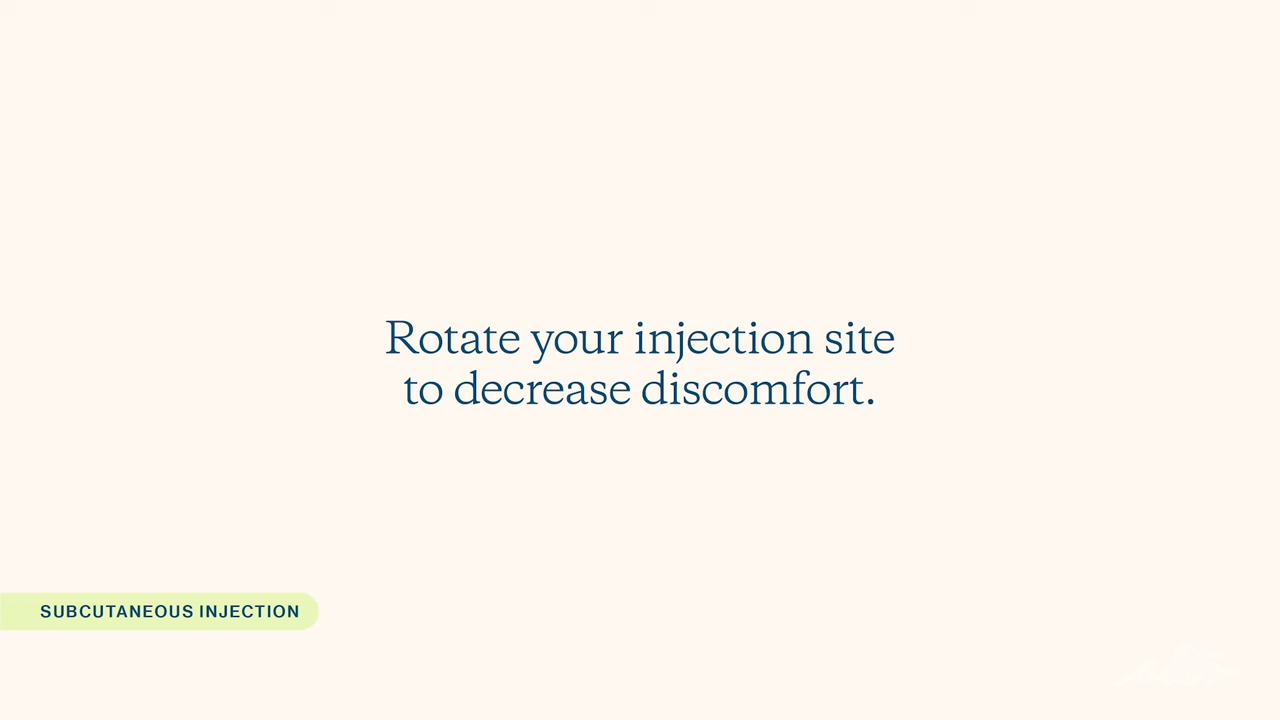 Rotate your injection site
to decrease discomfort.
SUBCUTANEOUS INJECTION